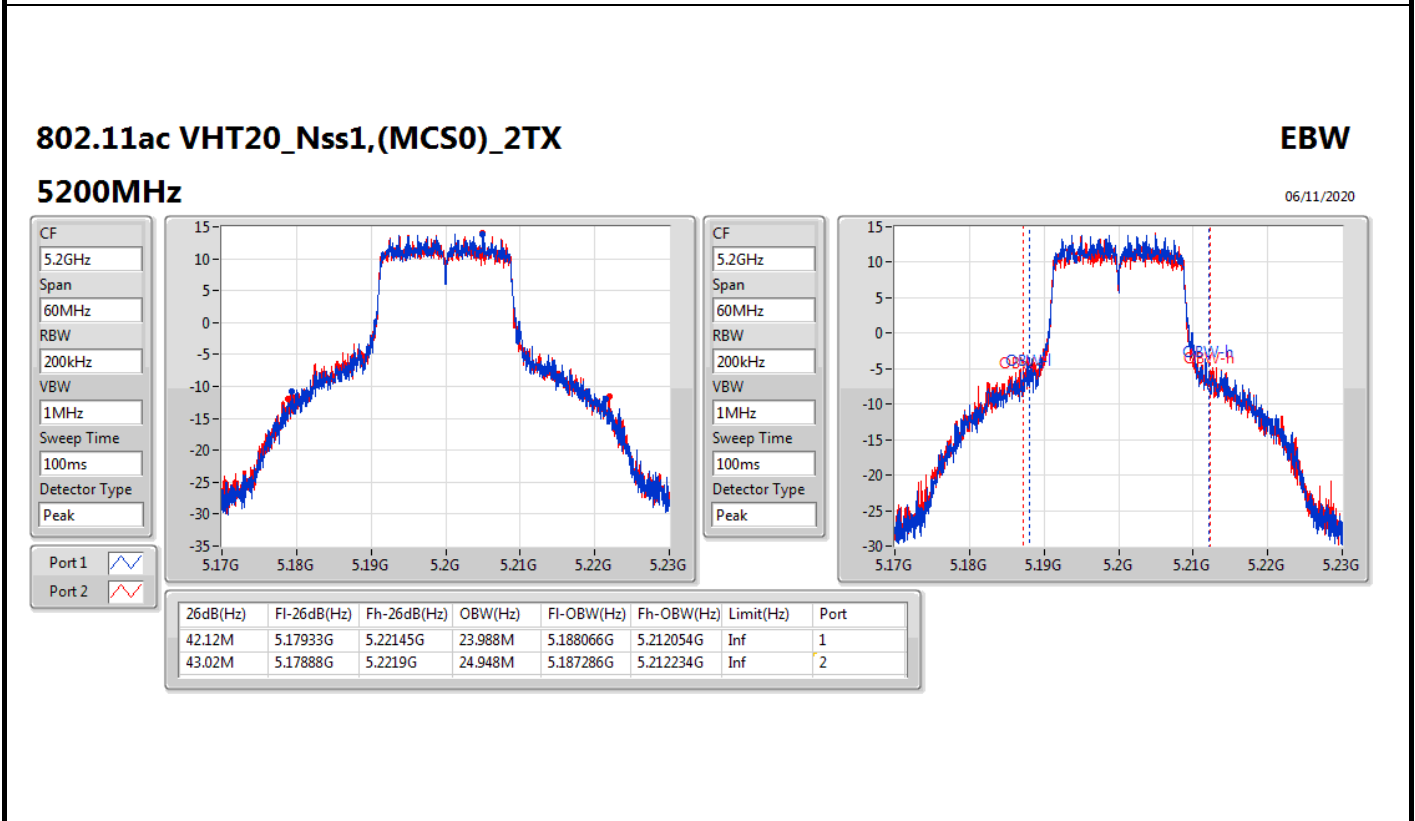 802.11ac VHT20_Nss1,(MCS0)_2TX EBW
5200MHz 06/11/2020
CF
5.2GHz
Span
60MHz
RBW
200kHz
VBW
1MHz
Sweep Time
100ms
Detector Type
Peak
Port 1
Port 2
15
10
5
0
-5
-10
-15
-20
-25
-30
-35
5.17G 5.18G 5.19G 5.2G 5.21G 5.22G 5.23G
CF
5.2GHz
Span
60MHz
RBW
200kHz
VBW
1MHz
Sweep Time
100ms
Detector Type
Peak
15
10
5
0
-5
-10
-15
-20
-25
-30
OBW-h
OBW-h
5.17G 5.18G 5.19G 5.2G 5.21G 5.22G 5.23G
26dB(Hz) Fl-26dB(Hz) Fh-26dB(Hz) OBW(Hz) Fl-OBW(Hz) Fh-OBW(Hz) Limit(Hz) Port
42.12M 5.17933G 5.22145G 23.988M 5.188066G 5.212054G Inf 1
43.02M 5.17888G 5.2219G 24.948M 5.187286G 5.212234G Inf 2